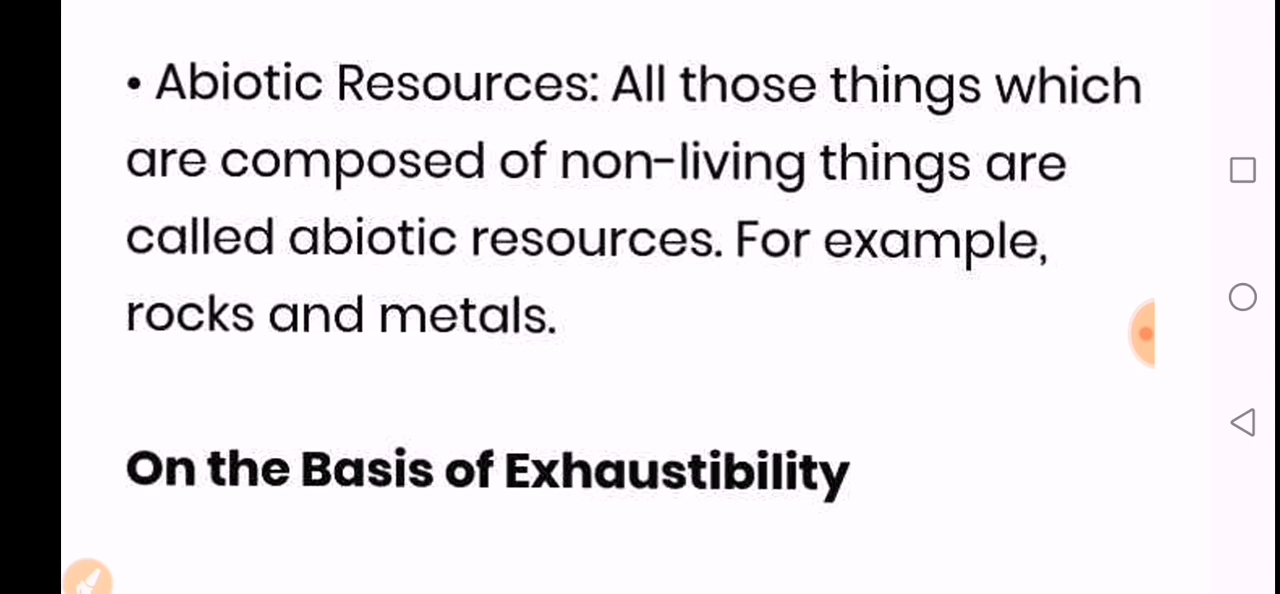 • Abiotic Resources: All those things which
are composed of non-living things are
called abiotic resources. For example,
rocks and metals.
On the Basis of Exhaustibility